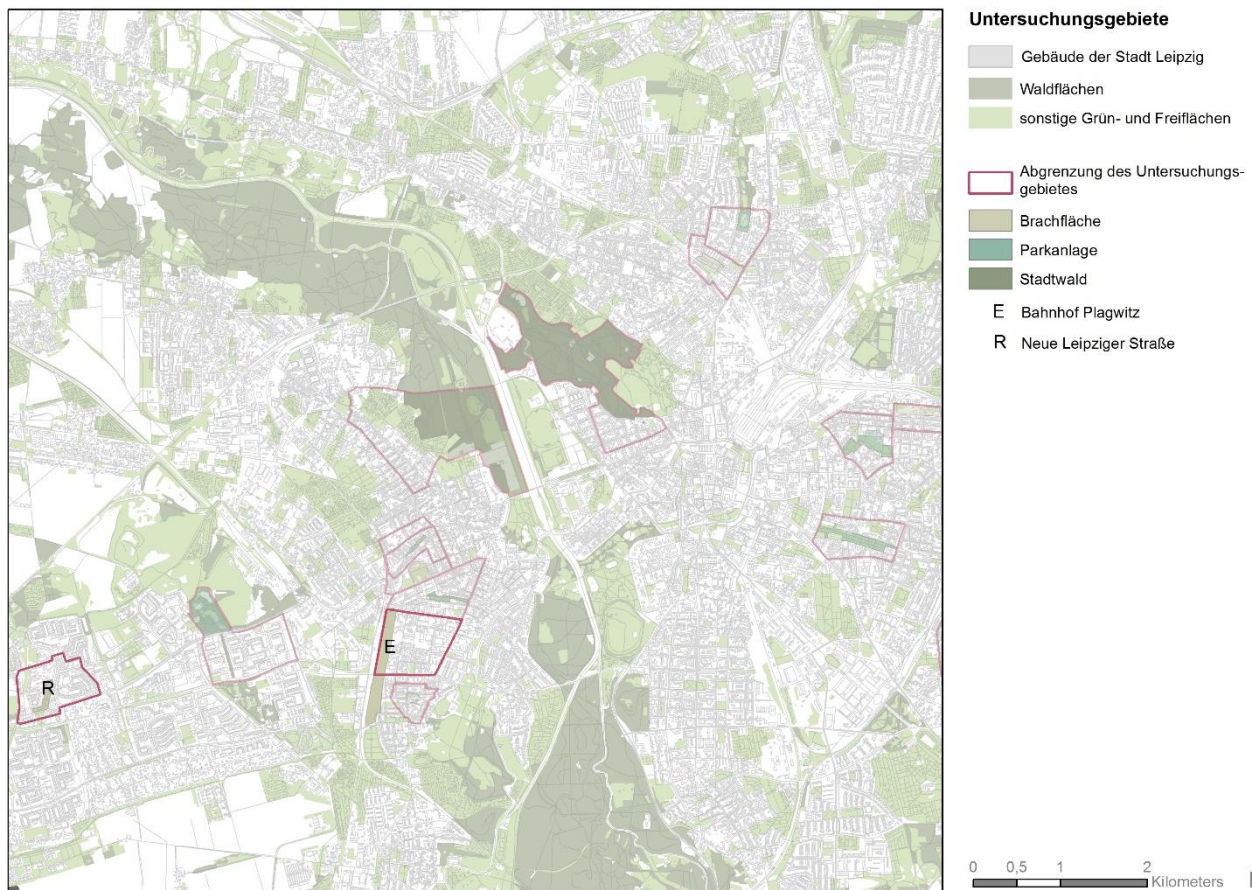 Untersuchungsgebiete
Gebäude der Stadt Leipzig
Waldflächen
sonstige Grün- und Freiflächen
Abgrenzung des Untersuchungs-
gebietes
Brachfläche
Parkanlage
Stadtwald
E Bahnhof Plagwitz
R Neue Leipziger Straße
E
R
0 0,5 1 2
Kilometers